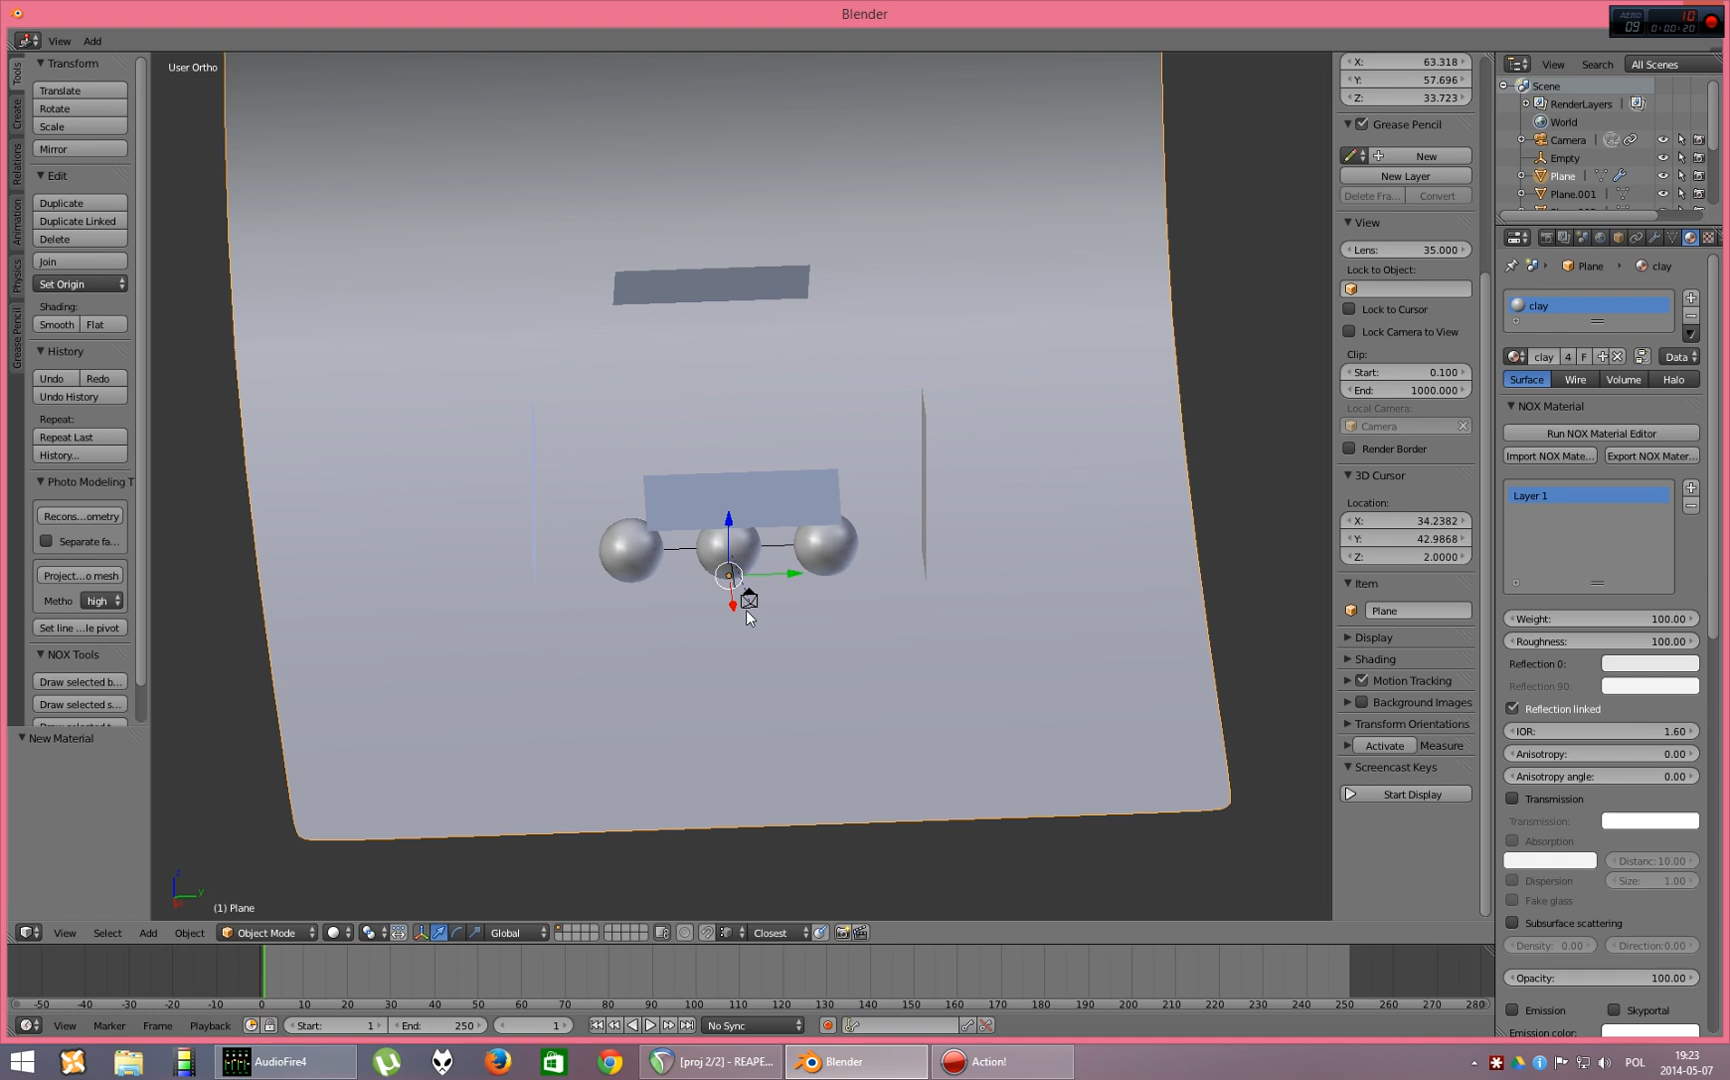 Blender
AERO
09
10
0:00:20
View Add
View Search All Scenes
Tools
Create
Relations
Animation
Physics
Grease Pencil
Transform
Translate
Rotate
Scale
Mirror
Edit
Duplicate
Duplicate Linked
Delete
Join
Set Origin
Shading:
Smooth Flat
History
Undo Redo
Undo History
Repeat:
Repeat Last
History...
Photo Modeling T
Recons...ometry
Separate fa...
Project...o mesh
Metho high
Set line ...le pivot
NOX Tools
Draw selected b...
Draw selected s...
New Material
User Ortho
(1) Plane
z
y
X: 63.318
Y: 57.696
Z: 33.723
Grease Pencil
New
New Layer
Delete Fra... Convert
View
Lens: 35.000
Lock to Object:
Lock to Cursor
Lock Camera to View
Clip:
Start: 0.100
End: 1000.000
Local Camera:
Camera
Render Border
3D Cursor
Location:
X: 34.2382
Y: 42.9868
Z: 2.0000
Item
Plane
Display
Shading
Motion Tracking
Background Images
Transform Orientations
Activate Measure
Screencast Keys
Start Display
Scene
RenderLayers
World
Camera
Empty
Plane
Plane.001
Plane clay
clay
clay 4 F Data
Surface Wire Volume Halo
NOX Material
Run NOX Material Editor
Import NOX Mate... Export NOX Mater...
Layer 1
Weight: 100.00
Roughness: 100.00
Reflection 0:
Reflection 90:
Reflection linked
IOR: 1.60
Anisotropy: 0.00
Anisotropy angle: 0.00
Transmission
Transmission:
Absorption
Distanc: 10.00
Dispersion Size: 1.00
Fake glass
Subsurface scattering
Density: 0.00 Direction: 0.00
Opacity: 100.00
Emission Skyportal
Emission color:
View Select Add Object Object Mode Global Closest
-50 -40 -30 -20 -10 0 10 20 30 40 50 60 70 80 90 100 110 120 130 140 150 160 170 180 190 200 210 220 230 240 250 260 270 280
View Marker Frame Playback Start: 1 End: 250 1 No Sync
AudioFire4 [proj 2/2] - REAPE... Blender Action! POL
19:23
2014-05-07